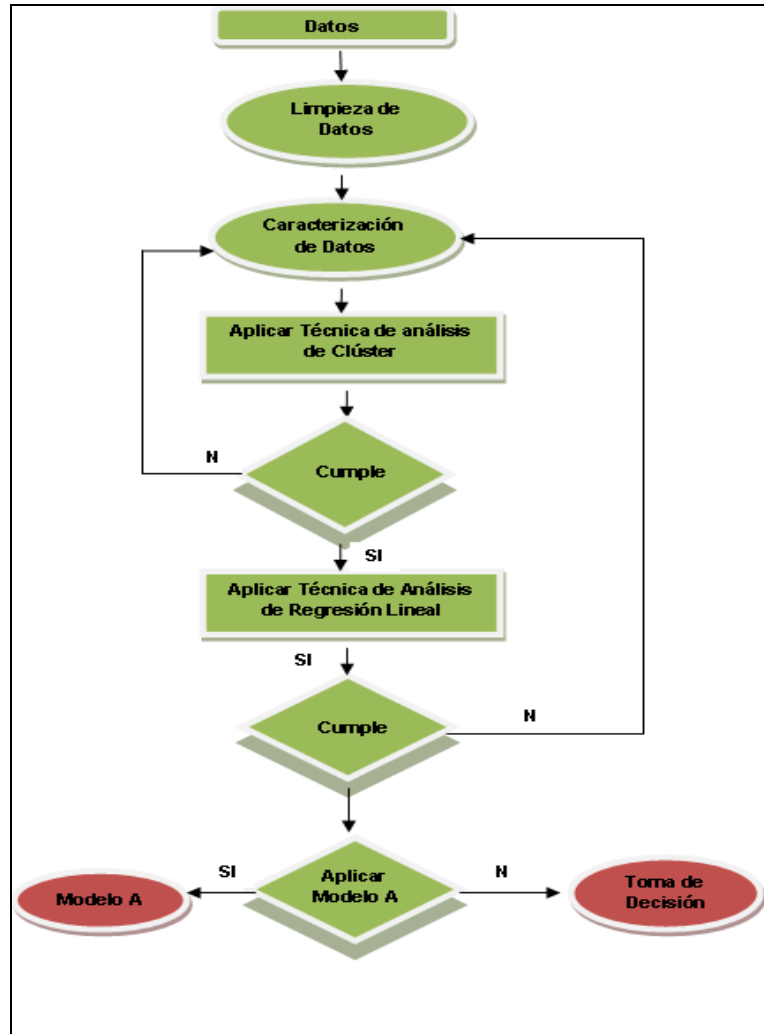 Datos
Limpieza de
Datos
Caracterización
de Datos
Aplicar Técnica de análisis
de Clúster
N
Cumple
SI
Aplicar Técnica de Análisis
de Regresión Lineal
SI
Cumple
N
SI
Aplicar
Modelo A
N
Modelo A
Toma de
Decisión